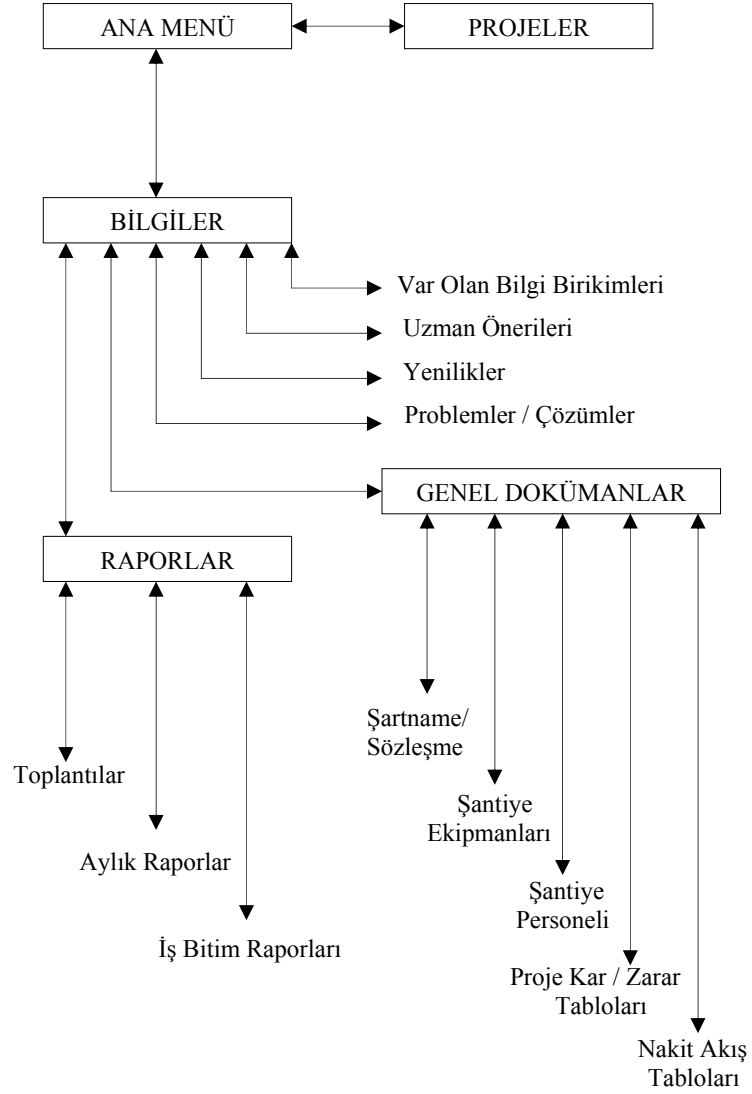 ANA MENÜ
PROJELER
BİLGİLER
Var Olan Bilgi Birikimleri
Uzman Önerileri
Yenilikler
Problemler / Çözümler
GENEL DOKÜMANLAR
RAPORLAR
Şartname/
Sözleşme
Toplantılar
Şantiye
Ekipmanları
Aylık Raporlar
Şantiye
Personeli
İş Bitim Raporları
Proje Kar / Zarar
Tabloları
Nakit Akış
Tabloları